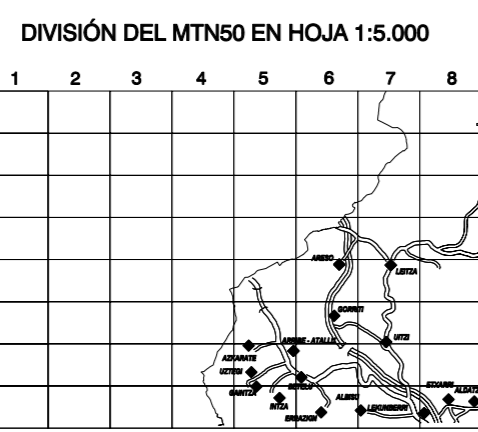 DIVISIÓN DEL MTN50 EN HOJA 1:5.000
1 2 3 4 5 6 7 8
ARESO
LEITZA
GORRITI
ARRIBE - ATALLU
UITZI
AZKARATE
UZTEGI
BETELU
GAINTZA
ETXARRI
ALBISU
INTZA
LEKUNBERRI
ERRAZKIN